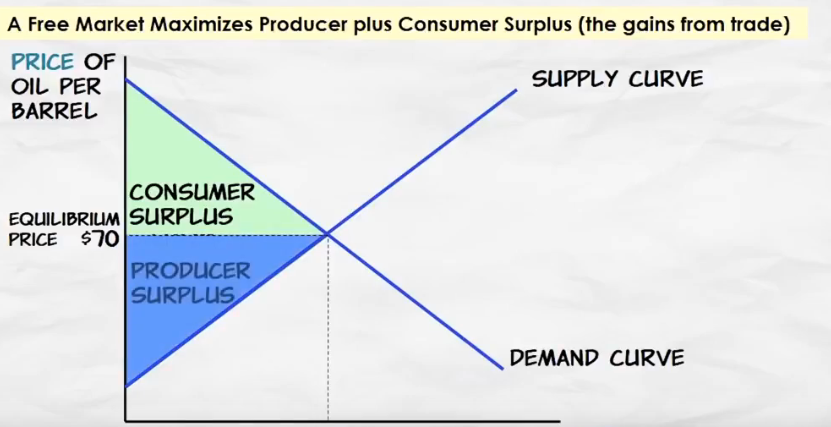 A Free Market Maximizes Producer plus Consumer Surplus (the gains from trade)
PRICE OF
OIL PER
BARREL
SUPPLY CURVE
CONSUMER
SURPLUS
EQUILIBRIUM
PRICE $70
PRODUCER
SURPLUS
DEMAND CURVE